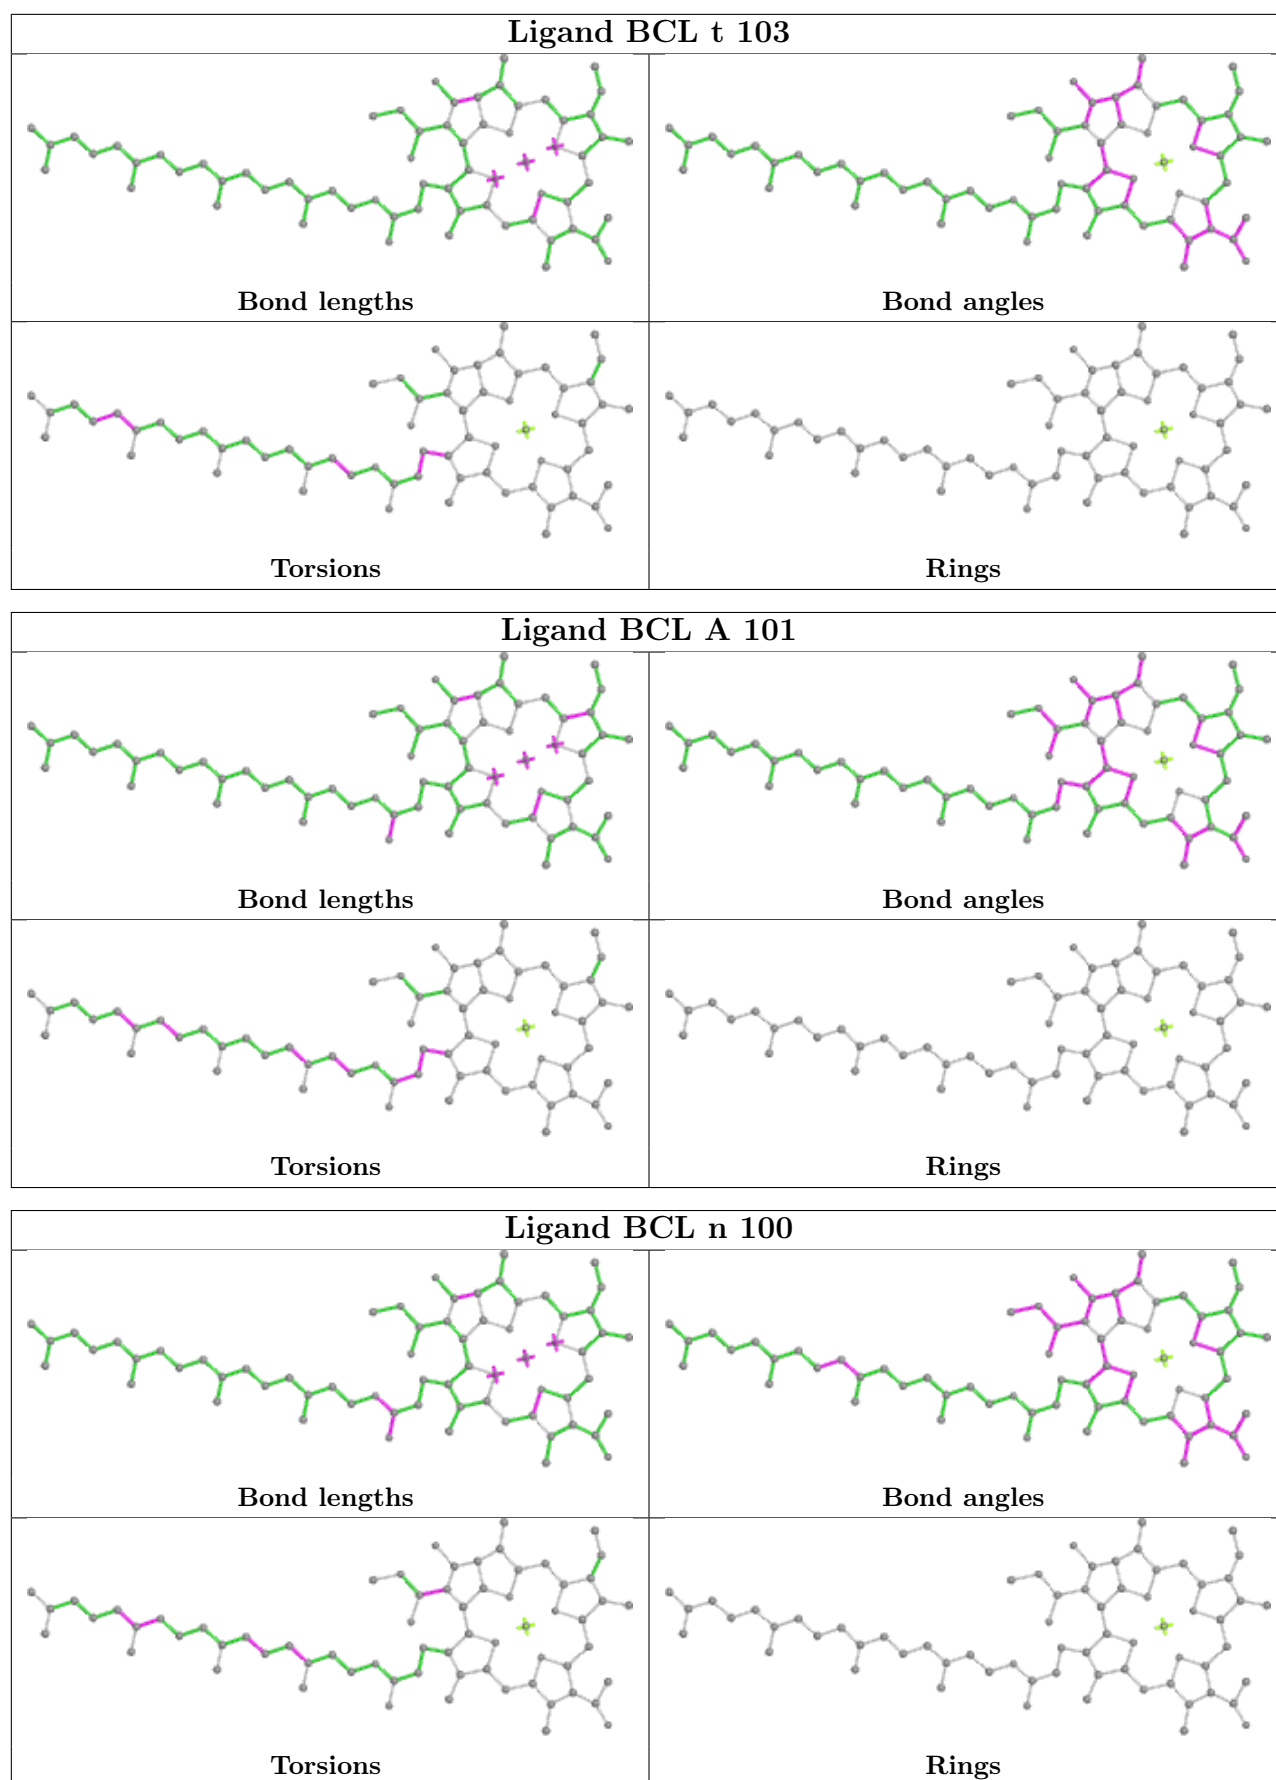 Ligand BCL t 103
Bond lengths
Bond angles
Torsions
Rings
Ligand BCL A 101
Bond lengths
Bond angles
Torsions
Rings
Ligand BCL n 100
Bond lengths
Bond angles
Torsions
Rings